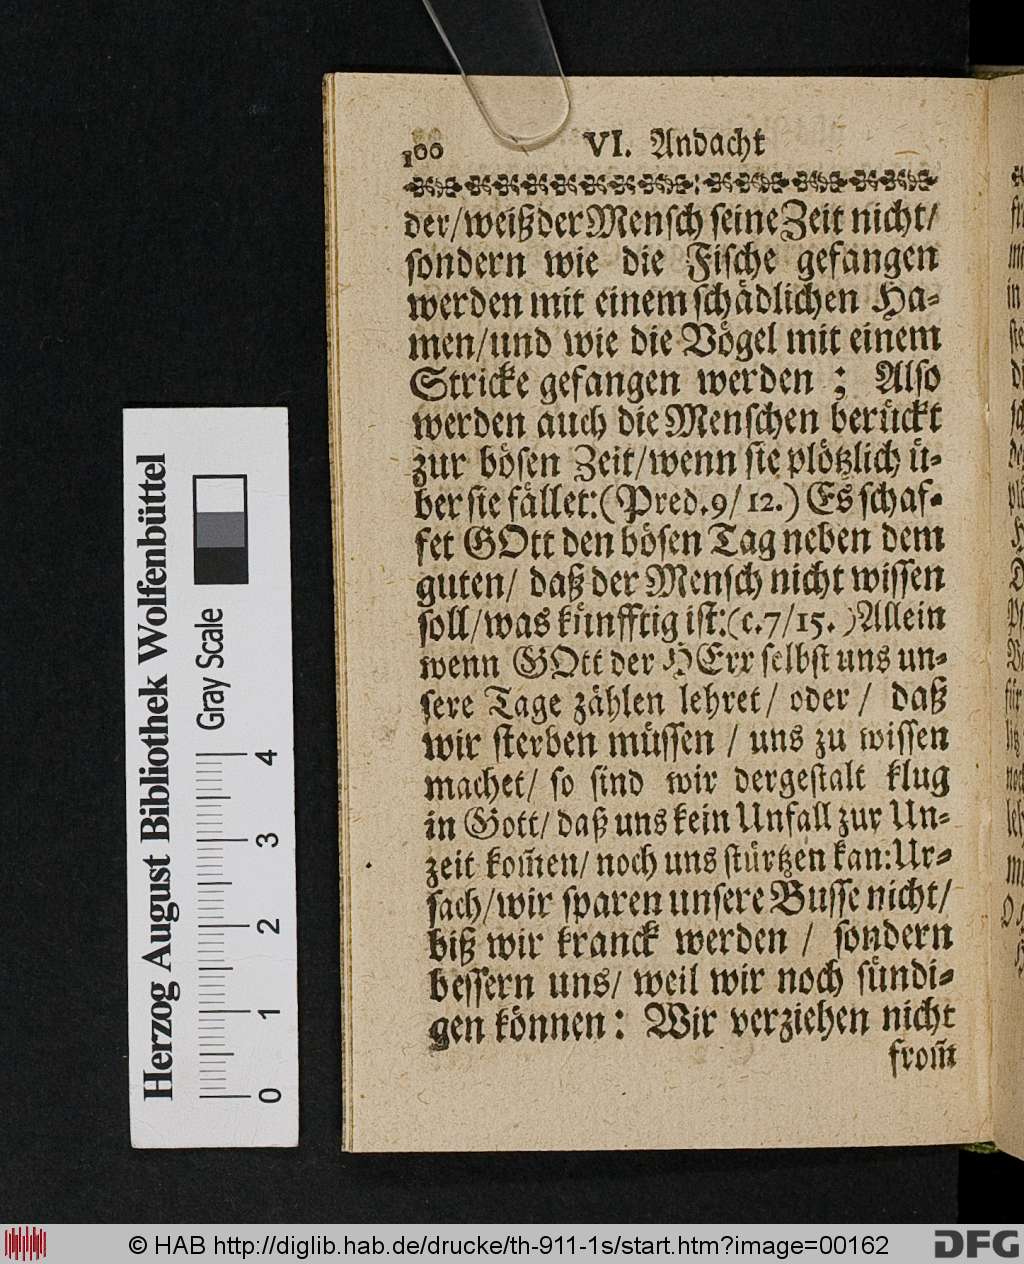 100 VI. Andacht
der/weiß der Mensch seine Zeit nicht/
sondern wie die Fische gefangen
werden mit einem schädlichen Ha-
men/und wie die Vögel mit einem
Stricke gefangen werden; Also
werden auch die Menschen berückt
zur bösen Zeit/wenn sie plötzlich ü-
ber sie fället:(Pred.9/12.) Es schaf-
fet GOtt den bösen Tag neben dem
guten/ daß der Mensch nicht wissen
soll/was künfftig ist:(c.7/15.) Allein
wenn GOtt der HErr selbst uns un-
sere Tage zählen lehret/ oder/ daß
wir sterben müssen/ uns zu wissen
machet/ so sind wir dergestalt klug
in Gott/ daß uns kein Unfall zur Un-
zeit kom̃en/ noch uns stürtzen kan:Ur-
sach/wir sparen unsere Busse nicht/
biß wir kranck werden/ sondern
bessern uns/ weil wir noch sündi-
gen können: Wir verziehen nicht
from̃
Herzog August Bibliothek Wolfenbüttel
Gray Scale
0 1 2 3 4
© HAB http://diglib.hab.de/drucke/th-911-1s/start.htm?image=00162
DFG